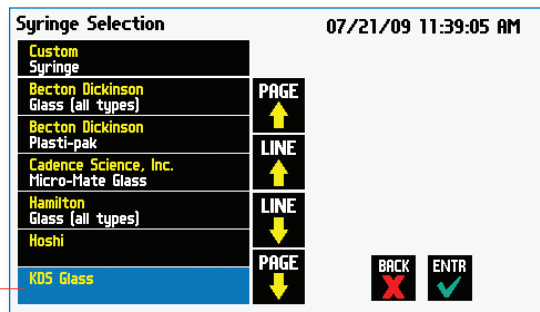 Syringe Selection
07/21/09 11:39:05 AM
Custom
Syringe
Becton Dickinson
Glass (all types)
Becton Dickinson
Plasti-pak
Cadence Science, Inc.
Micro-Mate Glass
Hamilton
Glass (all types)
Hoshi
KDS Glass
PAGE
LINE
LINE
PAGE
BACK
ENTR